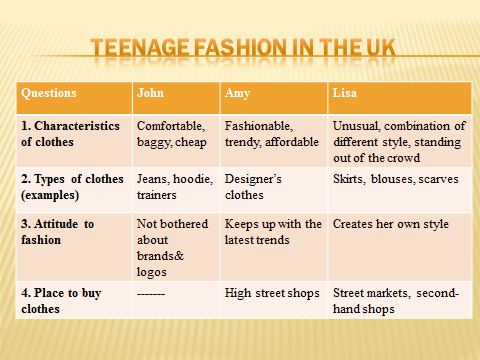 TEENAGE FASHION IN THE UK
Questions John Amy Lisa
1. Characteristics Comfortable, Fashionable, Unusual, combination of
of clothes baggy, cheap trendy, affordable different style, standing
out of the crowd
2. Types of clothes Jeans, hoodie, Designer's Skirts, blouses, scarves
(examples) trainers clothes
3. Attitude to Not bothered Keeps up with the Creates her own style
fashion about latest trends
brands&
logos
4. Place to buy ------- High street shops Street markets, second-
clothes hand shops